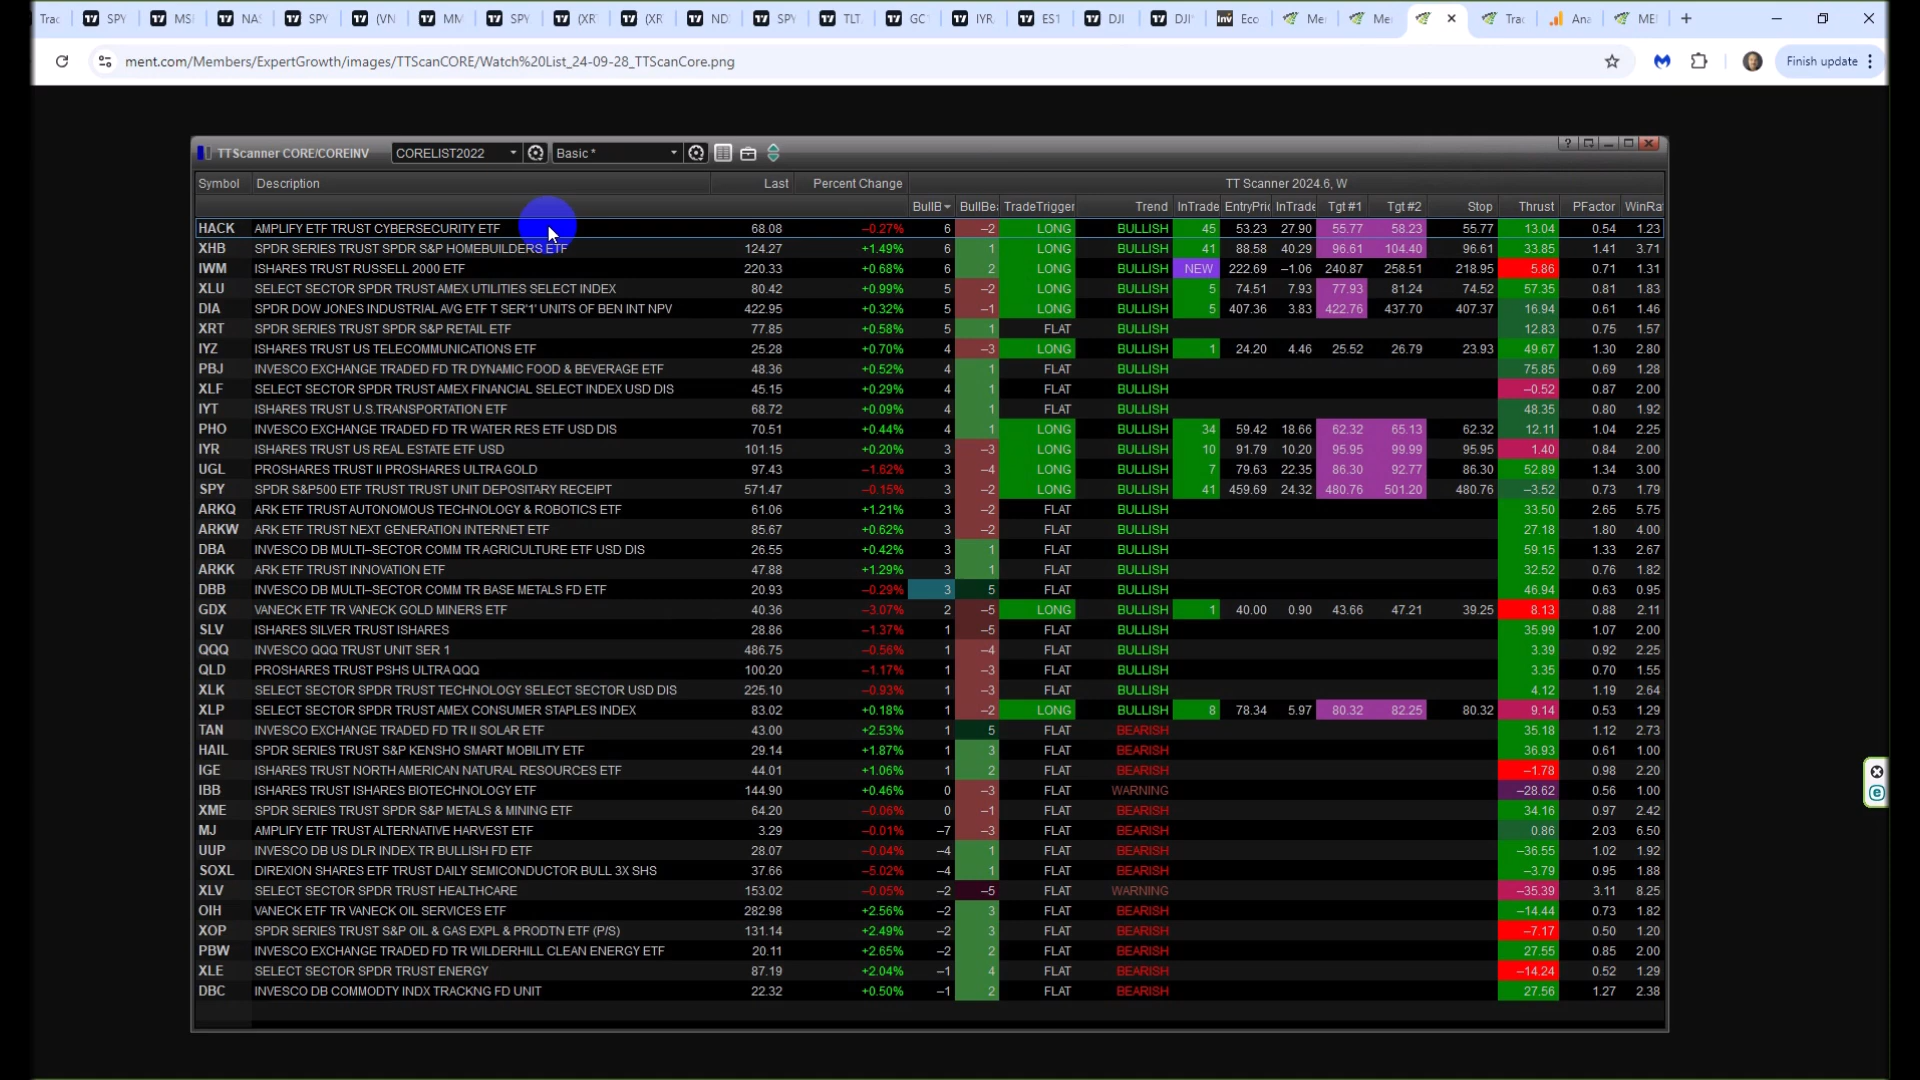 Trac SPY MS NAS SPY (VN MM SPY (XR (XR ND SPY TLT GC IYR ES1 DJI DJI Inv Eco Me Me Trac Ana ME
ment.com/Members/ExpertGrowth/images/TTScanCORE/Watch%20List_24-09-28_TTScanCore.png Finish update
TTScanner CORE/COREINV CORELIST2022 Basic*
Symbol Description Last Percent Change TT Scanner 2024.6, W
BullB BullBea TradeTrigger Trend InTrade EntryPric InTrade Tgt #1 Tgt #2 Stop Thrust PFactor WinRa
HACK AMPLIFY ETF TRUST CYBERSECURITY ETF 68.08 –0.27% 6 –2 LONG BULLISH 45 53.23 27.90 55.77 58.23 55.77 13.04 0.54 1.23
XHB SPDR SERIES TRUST SPDR S&P HOMEBUILDERS ETF 124.27 +1.49% 6 1 LONG BULLISH 41 88.58 40.29 96.61 104.40 96.61 33.85 1.41 3.71
IWM ISHARES TRUST RUSSELL 2000 ETF 220.33 +0.68% 6 2 LONG BULLISH NEW 222.69 –1.06 240.87 258.51 218.95 5.86 0.71 1.31
XLU SELECT SECTOR SPDR TRUST AMEX UTILITIES SELECT INDEX 80.42 +0.99% 5 –2 LONG BULLISH 5 74.51 7.93 77.93 81.24 74.52 57.35 0.81 1.83
DIA SPDR DOW JONES INDUSTRIAL AVG ETF T SER'1' UNITS OF BEN INT NPV 422.95 +0.32% 5 –1 LONG BULLISH 5 407.36 3.83 422.76 437.70 407.37 16.94 0.61 1.46
XRT SPDR SERIES TRUST SPDR S&P RETAIL ETF 77.85 +0.58% 5 1 FLAT BULLISH 12.83 0.75 1.57
IYZ ISHARES TRUST US TELECOMMUNICATIONS ETF 25.28 +0.70% 4 –3 LONG BULLISH 1 24.20 4.46 25.52 26.79 23.93 49.67 1.30 2.80
PBJ INVESCO EXCHANGE TRADED FD TR DYNAMIC FOOD & BEVERAGE ETF 48.36 +0.52% 4 1 FLAT BULLISH 75.85 0.69 1.28
XLF SELECT SECTOR SPDR TRUST AMEX FINANCIAL SELECT INDEX USD DIS 45.15 +0.29% 4 1 FLAT BULLISH –0.52 0.87 2.00
IYT ISHARES TRUST U.S.TRANSPORTATION ETF 68.72 +0.09% 4 1 FLAT BULLISH 48.35 0.80 1.92
PHO INVESCO EXCHANGE TRADED FD TR WATER RES ETF USD DIS 70.51 +0.44% 4 1 LONG BULLISH 34 59.42 18.66 62.32 65.13 62.32 12.11 1.04 2.25
IYR ISHARES TRUST US REAL ESTATE ETF USD 101.15 +0.20% 3 –3 LONG BULLISH 10 91.79 10.20 95.95 99.99 95.95 1.40 0.84 2.00
UGL PROSHARES TRUST II PROSHARES ULTRA GOLD 97.43 –1.62% 3 –4 LONG BULLISH 7 79.63 22.35 86.30 92.77 86.30 52.89 1.34 3.00
SPY SPDR S&P500 ETF TRUST TRUST UNIT DEPOSITARY RECEIPT 571.47 –0.15% 3 –2 LONG BULLISH 41 459.69 24.32 480.76 501.20 480.76 –3.52 0.73 1.79
ARKQ ARK ETF TRUST AUTONOMOUS TECHNOLOGY & ROBOTICS ETF 61.06 +1.21% 3 –2 FLAT BULLISH 33.50 2.65 5.75
ARKW ARK ETF TRUST NEXT GENERATION INTERNET ETF 85.67 +0.62% 3 –2 FLAT BULLISH 27.18 1.80 4.00
DBA INVESCO DB MULTI–SECTOR COMM TR AGRICULTURE ETF USD DIS 26.55 +0.42% 3 1 FLAT BULLISH 59.15 1.33 2.67
ARKK ARK ETF TRUST INNOVATION ETF 47.88 +1.29% 3 1 FLAT BULLISH 32.52 0.76 1.82
DBB INVESCO DB MULTI–SECTOR COMM TR BASE METALS FD ETF 20.93 –0.29% 3 5 FLAT BULLISH 46.94 0.63 0.95
GDX VANECK ETF TR VANECK GOLD MINERS ETF 40.36 –3.07% 2 –5 LONG BULLISH 1 40.00 0.90 43.66 47.21 39.25 8.13 0.88 2.11
SLV ISHARES SILVER TRUST ISHARES 28.86 –1.37% 1 –5 FLAT BULLISH 35.99 1.07 2.00
QQQ INVESCO QQQ TRUST UNIT SER 1 486.75 –0.56% 1 –4 FLAT BULLISH 3.39 0.92 2.25
QLD PROSHARES TRUST PSHS ULTRA QQQ 100.20 –1.17% 1 –3 FLAT BULLISH 3.35 0.70 1.55
XLK SELECT SECTOR SPDR TRUST TECHNOLOGY SELECT SECTOR USD DIS 225.10 –0.93% 1 –3 FLAT BULLISH 4.12 1.19 2.64
XLP SELECT SECTOR SPDR TRUST AMEX CONSUMER STAPLES INDEX 83.02 +0.18% 1 –2 LONG BULLISH 8 78.34 5.97 80.32 82.25 80.32 9.14 0.53 1.29
TAN INVESCO EXCHANGE TRADED FD TR II SOLAR ETF 43.00 +2.53% 1 5 FLAT BEARISH 35.18 1.12 2.73
HAIL SPDR SERIES TRUST S&P KENSHO SMART MOBILITY ETF 29.14 +1.87% 1 3 FLAT BEARISH 36.93 0.61 1.00
IGE ISHARES TRUST NORTH AMERICAN NATURAL RESOURCES ETF 44.01 +1.06% 1 2 FLAT BEARISH –1.78 0.98 2.20
IBB ISHARES TRUST ISHARES BIOTECHNOLOGY ETF 144.90 +0.46% 0 –3 FLAT WARNING –28.62 0.56 1.00
XME SPDR SERIES TRUST SPDR S&P METALS & MINING ETF 64.20 –0.06% 0 –1 FLAT BEARISH 34.16 0.97 2.42
MJ AMPLIFY ETF TRUST ALTERNATIVE HARVEST ETF 3.29 –0.01% –7 –3 FLAT BEARISH 0.86 2.03 6.50
UUP INVESCO DB US DLR INDEX TR BULLISH FD ETF 28.07 –0.04% –4 1 FLAT BEARISH –36.55 1.02 1.92
SOXL DIREXION SHARES ETF TRUST DAILY SEMICONDUCTOR BULL 3X SHS 37.66 –5.02% –4 1 FLAT BEARISH –3.79 0.95 1.88
XLV SELECT SECTOR SPDR TRUST HEALTHCARE 153.02 –0.05% –2 –5 FLAT WARNING –35.39 3.11 8.25
OIH VANECK ETF TR VANECK OIL SERVICES ETF 282.98 +2.56% –2 3 FLAT BEARISH –14.44 0.73 1.82
XOP SPDR SERIES TRUST S&P OIL & GAS EXPL & PRODTN ETF (P/S) 131.14 +2.49% –2 3 FLAT BEARISH –7.17 0.50 1.20
PBW INVESCO EXCHANGE TRADED FD TR WILDERHILL CLEAN ENERGY ETF 20.11 +2.65% –2 2 FLAT BEARISH 27.55 0.85 2.00
XLE SELECT SECTOR SPDR TRUST ENERGY 87.19 +2.04% –1 4 FLAT BEARISH –14.24 0.52 1.29
DBC INVESCO DB COMMODTY INDX TRACKNG FD UNIT 22.32 +0.50% –1 2 FLAT BEARISH 27.56 1.27 2.38